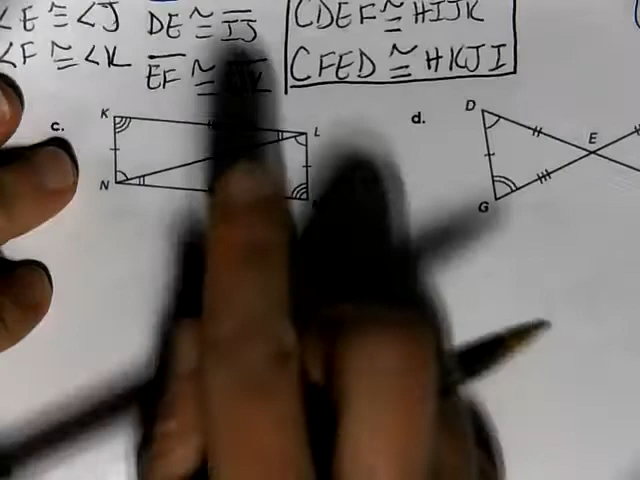 <E ≅ <J DE ≅ IJ CDEF ≅ HIJK
<F ≅ <K EF ≅ CFED ≅ HKJI
c. K L N
d. D E G